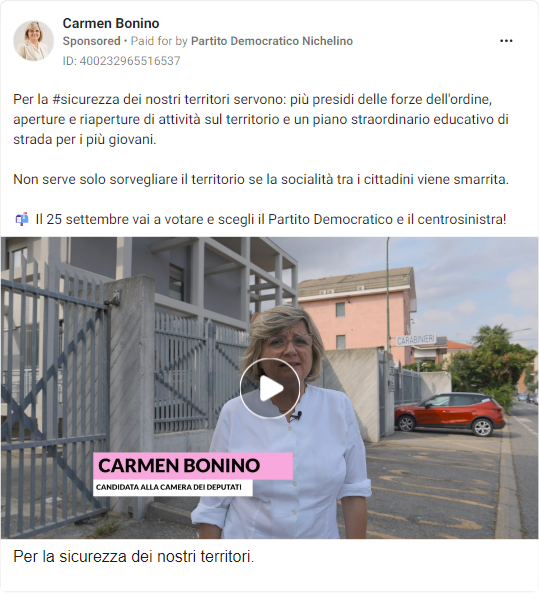 Carmen Bonino
Sponsored • Paid for by Partito Democratico Nichelino
ID: 400232965516537
Per la #sicurezza dei nostri territori servono: più presidi delle forze dell'ordine,
aperture e riaperture di attività sul territorio e un piano straordinario educativo di
strada per i più giovani.
Non serve solo sorvegliare il territorio se la socialità tra i cittadini viene smarrita.
📬 Il 25 settembre vai a votare e scegli il Partito Democratico e il centrosinistra!
CARABINIERI
CARMEN BONINO
CANDIDATA ALLA CAMERA DEI DEPUTATI
Per la sicurezza dei nostri territori.